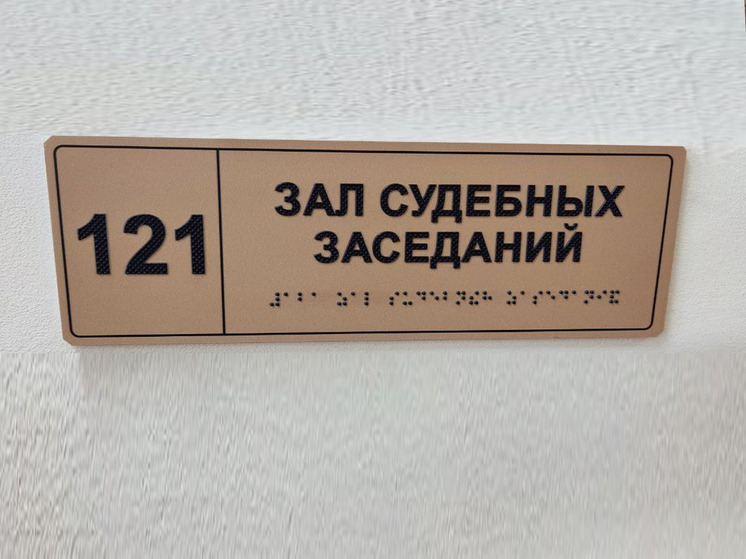 121
ЗАЛ СУДЕБНЫХ
ЗАСЕДАНИЙ
⠼⠁⠃⠁ ⠵⠁⠇ ⠎⠥⠙⠑⠃⠝⠮⠓ ⠵⠁⠎⠑⠙⠁⠝⠊⠯